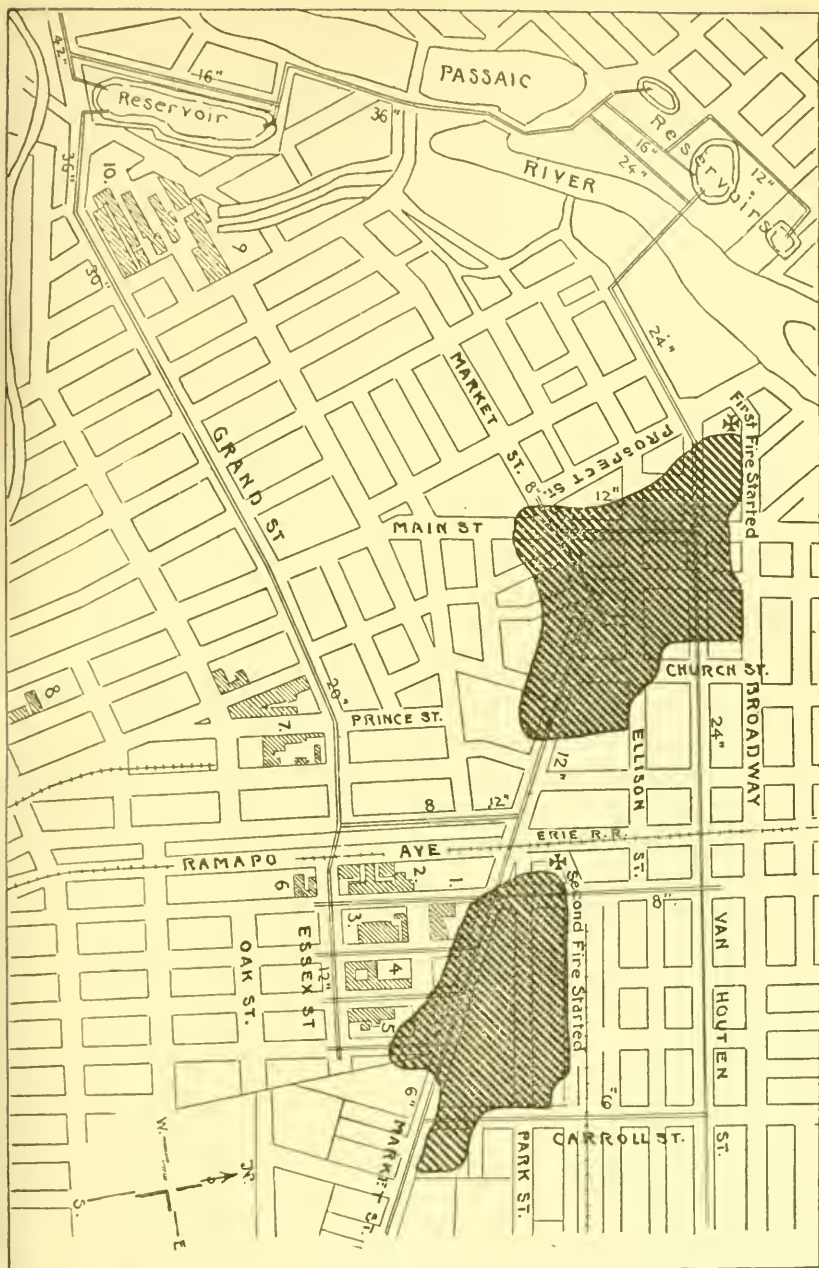 42"
16"
Reservoir
36"
PASSAIC
RIVER
Reservoirs
16"
24"
12"
36"
10.
9
30"
24"
MARKET ST. 8"
PROSPECT ST.
First Fire Started
12"
GRAND ST
MAIN ST
CHURCH ST.
BROADWAY
24"
8
7.
20"
PRINCE ST.
12"
ELLISON ST.
8
12"
ERIE R.R.
RAMAPO AVE
Second Fire Started
6
2.
1.
8"
3.
4
5
OAK ST.
ESSEX ST
12"
VAN HOUTEN ST.
6"
6" MARKET ST.
PARK ST.
CARROLL ST.
W.
N.
S.
E